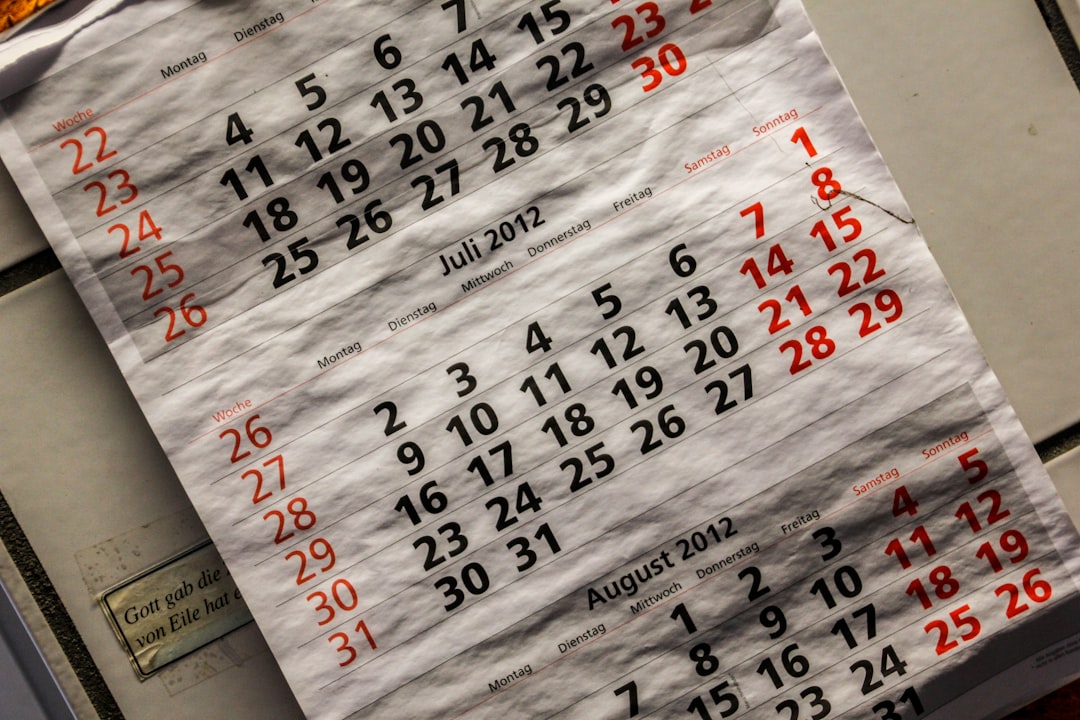 Montag Dienstag
Woche
22
23 4 5 6 7
24 11 12 13 14 15
25 18 19 20 21 22 23
26 25 26 27 28 29 30
Juli 2012
Woche Montag Dienstag Mittwoch Donnerstag Freitag Samstag Sonntag
26 1
27 2 3 4 5 6 7 8
28 9 10 11 12 13 14 15
29 16 17 18 19 20 21 22
30 23 24 25 26 27 28 29
31 30 31
August 2012
Montag Dienstag Mittwoch Donnerstag Freitag Samstag Sonntag
1 2 3 4 5
7 8 9 10 11 12
15 16 17 18 19
23 24 25 26
31
Gott gab die
von Eile hat